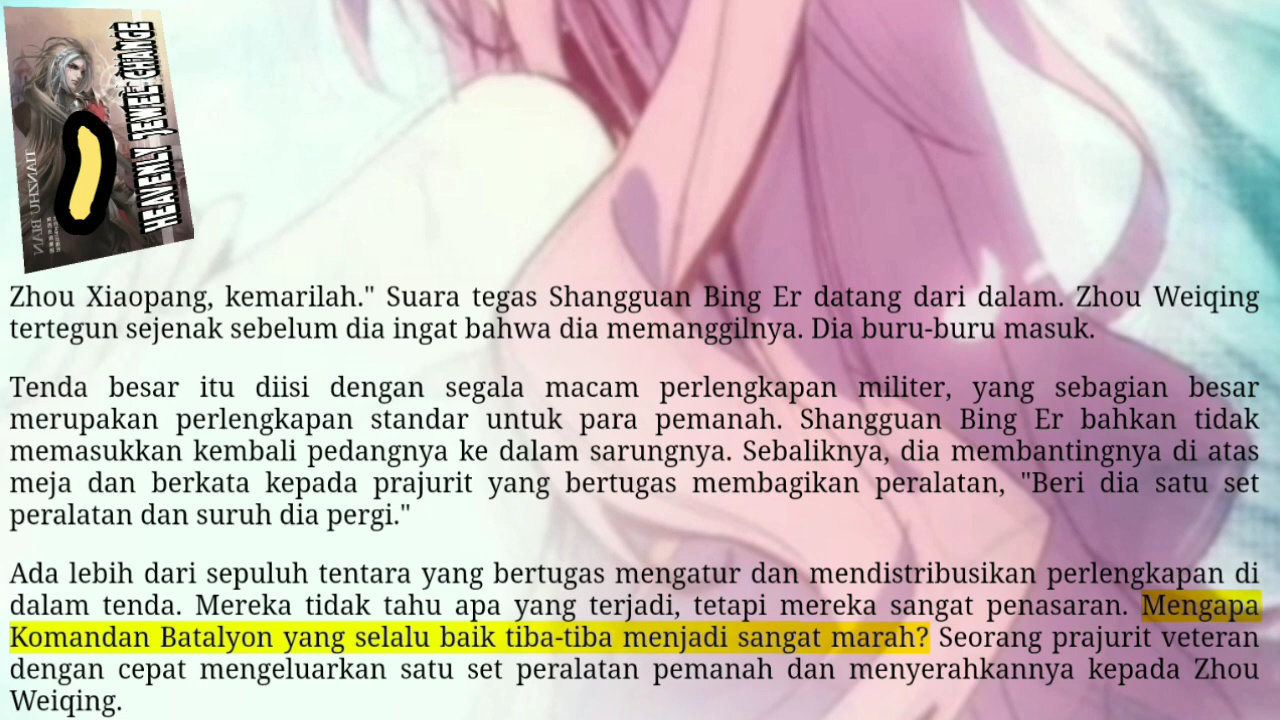 HEAVENLY JEWEL CHANGE
TIANZHU BIAN
Zhou Xiaopang, kemarilah." Suara tegas Shangguan Bing Er datang dari dalam. Zhou Weiqing
tertegun sejenak sebelum dia ingat bahwa dia memanggilnya. Dia buru-buru masuk.
Tenda besar itu diisi dengan segala macam perlengkapan militer, yang sebagian besar
merupakan perlengkapan standar untuk para pemanah. Shangguan Bing Er bahkan tidak
memasukkan kembali pedangnya ke dalam sarungnya. Sebaliknya, dia membantingnya di atas
meja dan berkata kepada prajurit yang bertugas membagikan peralatan, "Beri dia satu set
peralatan dan suruh dia pergi."
Ada lebih dari sepuluh tentara yang bertugas mengatur dan mendistribusikan perlengkapan di
dalam tenda. Mereka tidak tahu apa yang terjadi, tetapi mereka sangat penasaran. Mengapa
Komandan Batalyon yang selalu baik tiba-tiba menjadi sangat marah? Seorang prajurit veteran
dengan cepat mengeluarkan satu set peralatan pemanah dan menyerahkannya kepada Zhou
Weiqing.